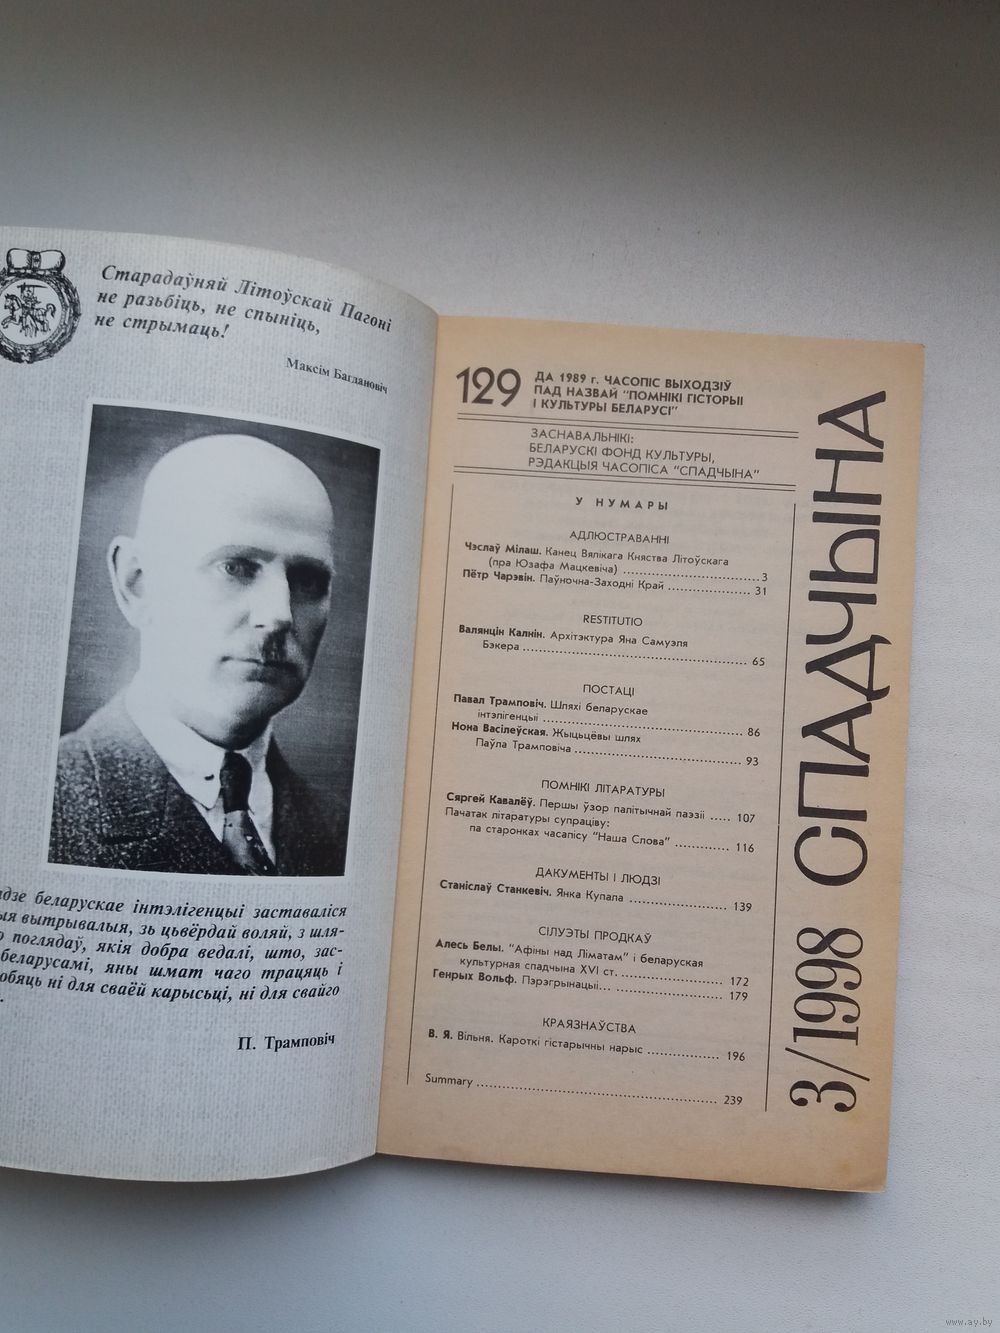 Старадаўняй Літоўскай Пагоні
не разьбіць, не спыніць,
не стрымаць!
Максім Багдановіч
беларускае інтэлігенцыі заставаліся
вытрывалыя, зь цьвёрдай воляй, з шля-
поглядаў, якія добра ведалі, што, зас-
беларусамі, яны шмат чаго трацяць і
ні для сваёй карысьці, ні для свайго
П. Трамповіч
129
ДА 1989 г. ЧАСОПІС ВЫХОДЗІЎ
ПАД НАЗВАЙ "ПОМНІКІ ГІСТОРЫІ
І КУЛЬТУРЫ БЕЛАРУСІ"
ЗАСНАВАЛЬНІКІ:
БЕЛАРУСКІ ФОНД КУЛЬТУРЫ,
РЭДАКЦЫЯ ЧАСОПІСА "СПАДЧЫНА"
У НУМАРЫ
АДЛЮСТРАВАННІ
Чэслаў Мілаш. Канец Вялікага Княства Літоўскага
(пра Юзафа Мацкевіча) ..................... 3
Пётр Чарэвін. Паўночна-Заходні Край ................ 31
RESTITUTIO
Валянцін Калнін. Архітэктура Яна Самуэля
Бэкера ........................................ 65
ПОСТАЦІ
Павал Трамповіч. Шляхі беларускае
інтэлігенцыі ................................... 86
Нона Васілеўская. Жыцьцёвы шлях
Паўла Трамповіча ............................ 93
ПОМНІКІ ЛІТАРАТУРЫ
Сяргей Кавалёў. Першы ўзор палітычнай паэзіі ..... 107
Пачатак літаратуры супраціву:
па старонках часапісу "Наша Слова" ............ 116
ДАКУМЕНТЫ І ЛЮДЗІ
Станіслаў Станкевіч. Янка Купала .................. 139
СІЛУЭТЫ ПРОДКАЎ
Алесь Белы. "Афіны над Ліматам" і беларуская
культурная спадчына XVI ст. .................... 172
Генрых Вольф. Пэрэгрынацыі... .................... 179
КРАЯЗНАЎСТВА
В. Я. Вільня. Кароткі гістарычны нарыс ............... 196
Summary ............................................. 239
3/1998 СПАДЧЫНА
www.ay.by